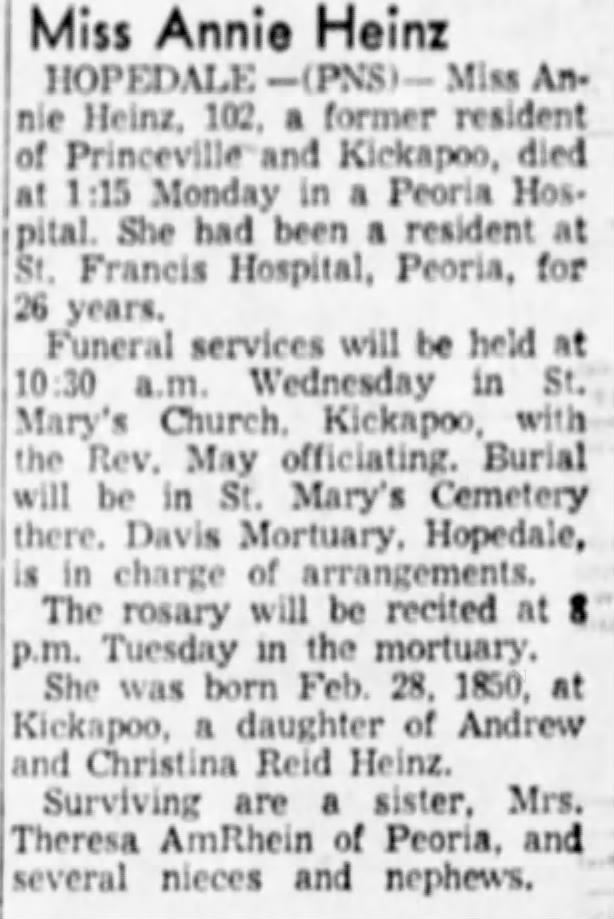 Miss Annie Heinz
HOPEDALE —(PNS)— Miss An-
nie Heinz, 102, a former resident
of Princeville and Kickapoo, died
at 1:15 Monday in a Peoria Hos-
pital. She had been a resident at
St. Francis Hospital, Peoria, for
26 years.
Funeral services will be held at
10:30 a.m. Wednesday in St.
Mary's Church, Kickapoo, with
the Rev. May officiating. Burial
will be in St. Mary's Cemetery
there. Davis Mortuary, Hopedale,
is in charge of arrangements.
The rosary will be recited at 8
p.m. Tuesday in the mortuary.
She was born Feb. 28, 1850, at
Kickapoo, a daughter of Andrew
and Christina Reid Heinz.
Surviving are a sister, Mrs.
Theresa AmRhein of Peoria, and
several nieces and nephews.